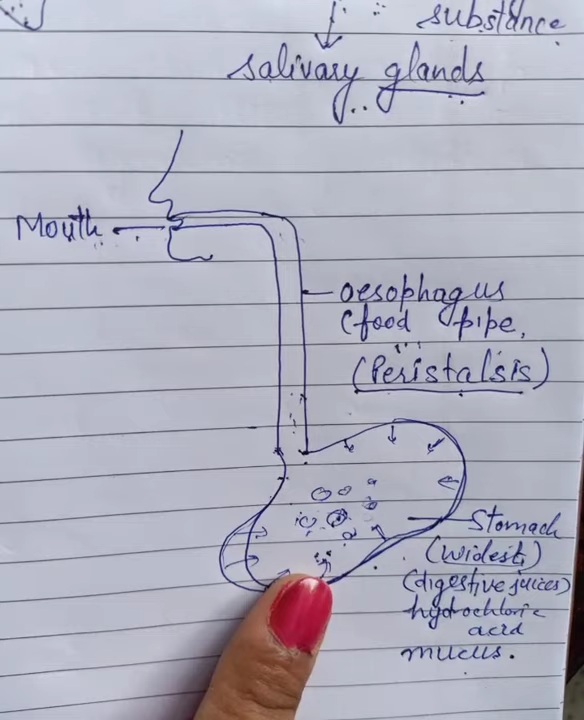 substance
salivary glands
Mouth
oesophagus
(food pipe,
(Peristalsis)
Stomach
(widest)
(digestive juices)
hydrochloric
acid
mucus.